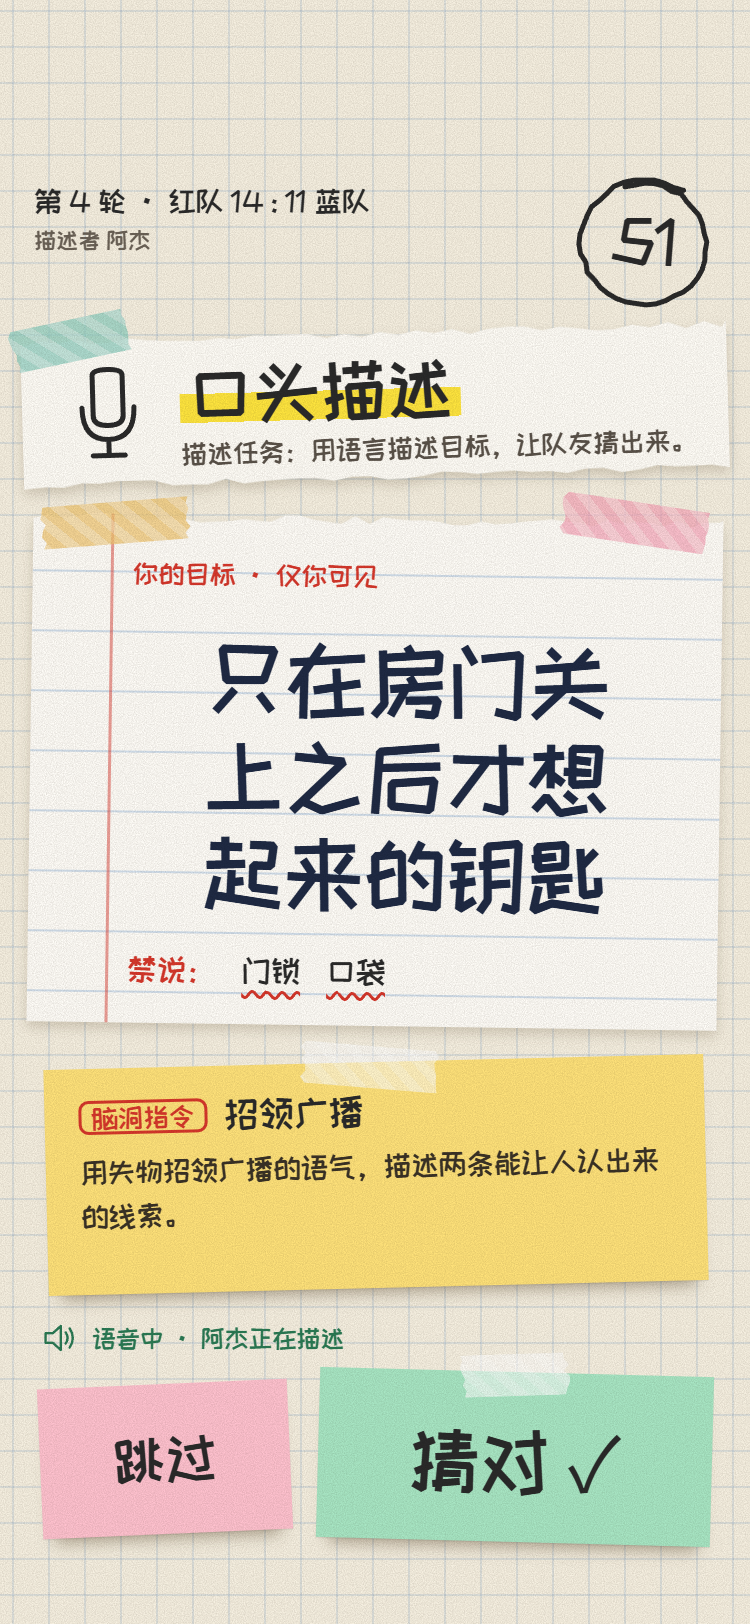 第 4 轮 · 红队 14 : 11 蓝队
描述者 阿杰
51
口头描述
描述任务：用语言描述目标，让队友猜出来。
你的目标 · 仅你可见
只在房门关
上之后才想
起来的钥匙
禁说： 门锁 口袋
脑洞指令 招领广播
用失物招领广播的语气，描述两条能让人认出来
的线索。
语音中 · 阿杰正在描述
跳过
猜对 ✓